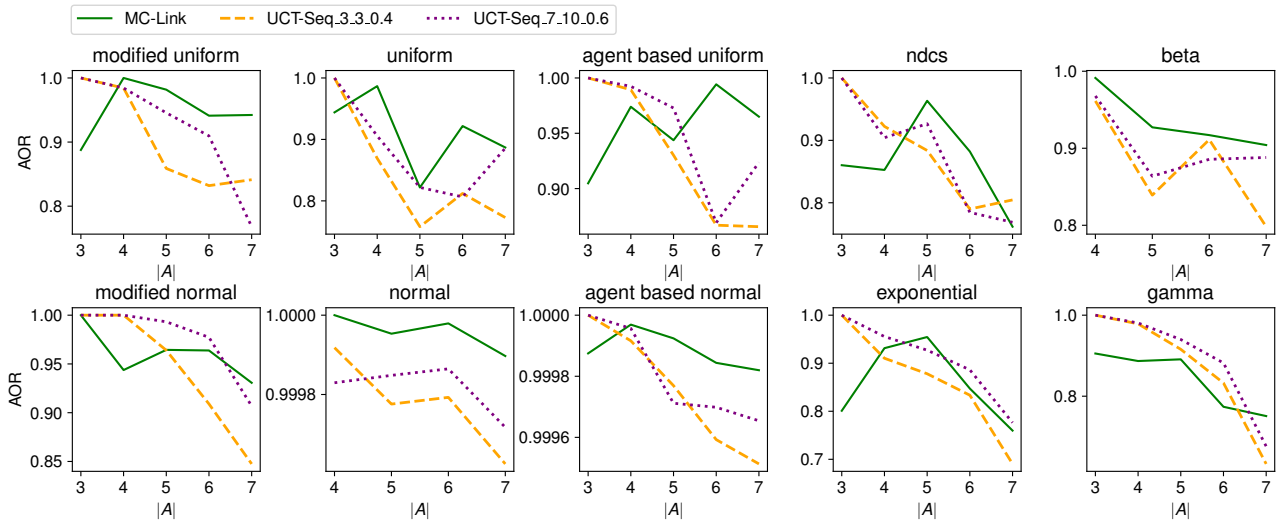 MC-Link UCT-Seq_3_3_0.4 UCT-Seq_7_10_0.6
modified uniform uniform agent based uniform ndcs beta
AOR
1.0
0.9
0.8
3 4 5 6 7
|A|
1.0
0.9
0.8
3 4 5 6 7
|A|
1.00
0.95
0.90
3 4 5 6 7
|A|
1.0
0.9
0.8
3 4 5 6 7
|A|
1.0
0.9
0.8
4 5 6 7
|A|
modified normal normal agent based normal exponential gamma
AOR
1.00
0.95
0.90
0.85
3 4 5 6 7
|A|
1.0000
0.9998
4 5 6 7
|A|
1.0000
0.9998
0.9996
3 4 5 6 7
|A|
1.0
0.9
0.8
0.7
3 4 5 6 7
|A|
1.0
0.8
3 4 5 6 7
|A|